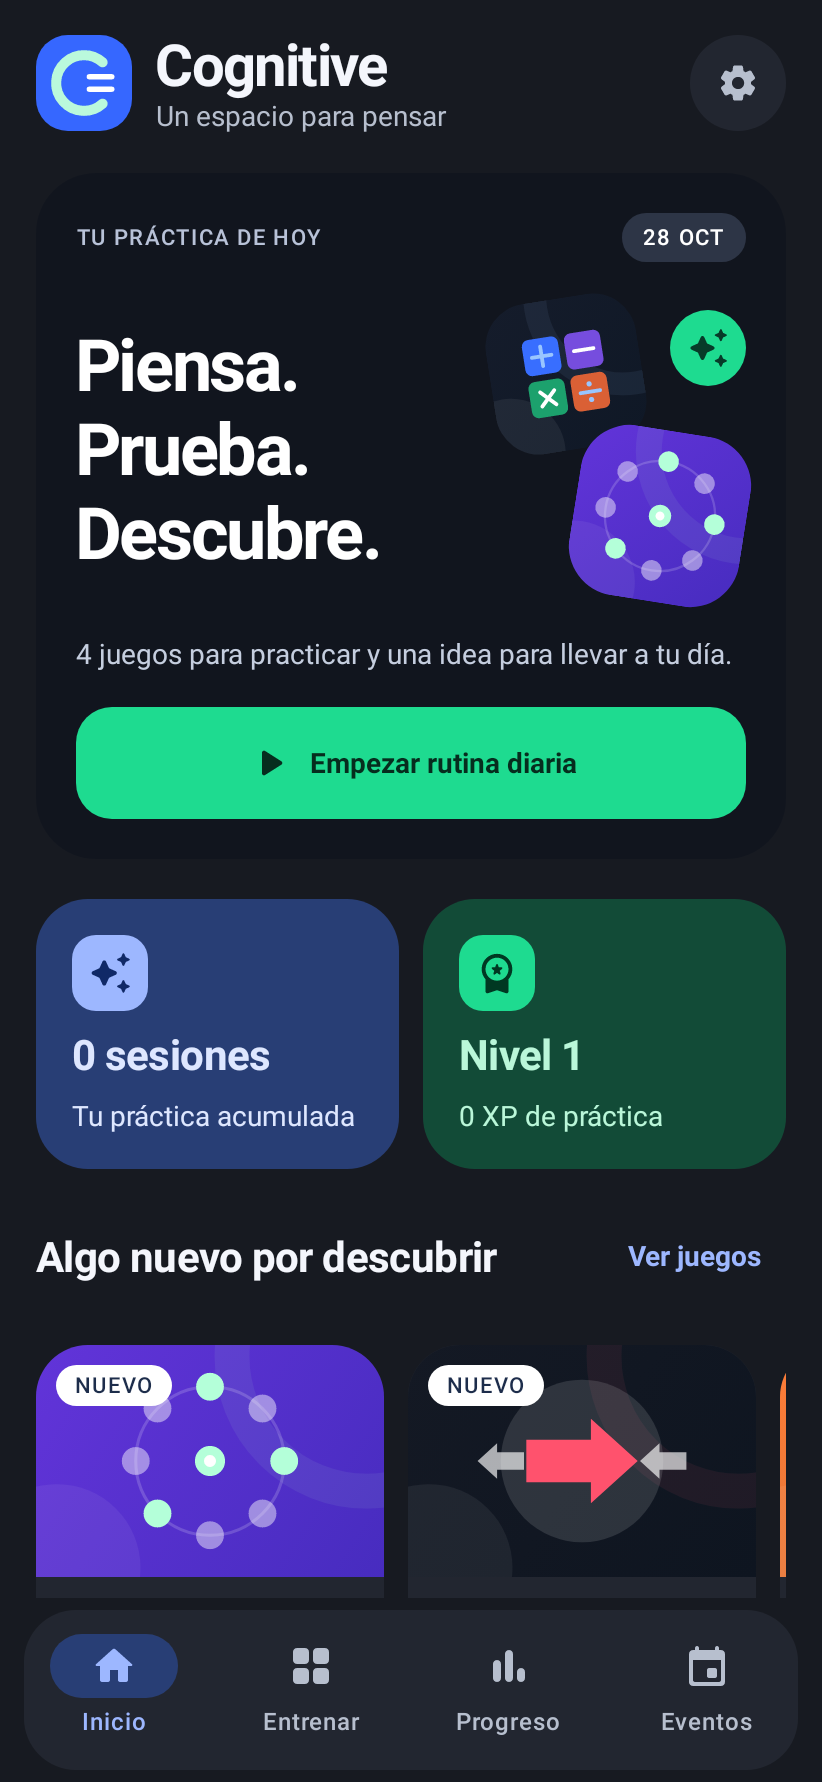 Cognitive
Un espacio para pensar
TU PRÁCTICA DE HOY
28 OCT
Piensa.
Prueba.
Descubre.
4 juegos para practicar y una idea para llevar a tu día.
Empezar rutina diaria
0 sesiones
Tu práctica acumulada
Nivel 1
0 XP de práctica
Algo nuevo por descubrir
Ver juegos
NUEVO
NUEVO
Inicio
Entrenar
Progreso
Eventos